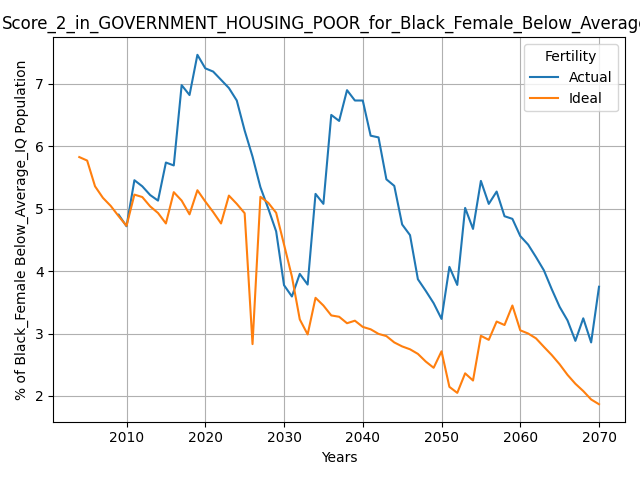 Score_2_in_GOVERNMENT_HOUSING_POOR_for_Black_Female_Below_Average
Fertility
Actual
Ideal
% of Black_Female Below_Average_IQ Population
7
6
5
4
3
2
2010 2020 2030 2040 2050 2060 2070
Years